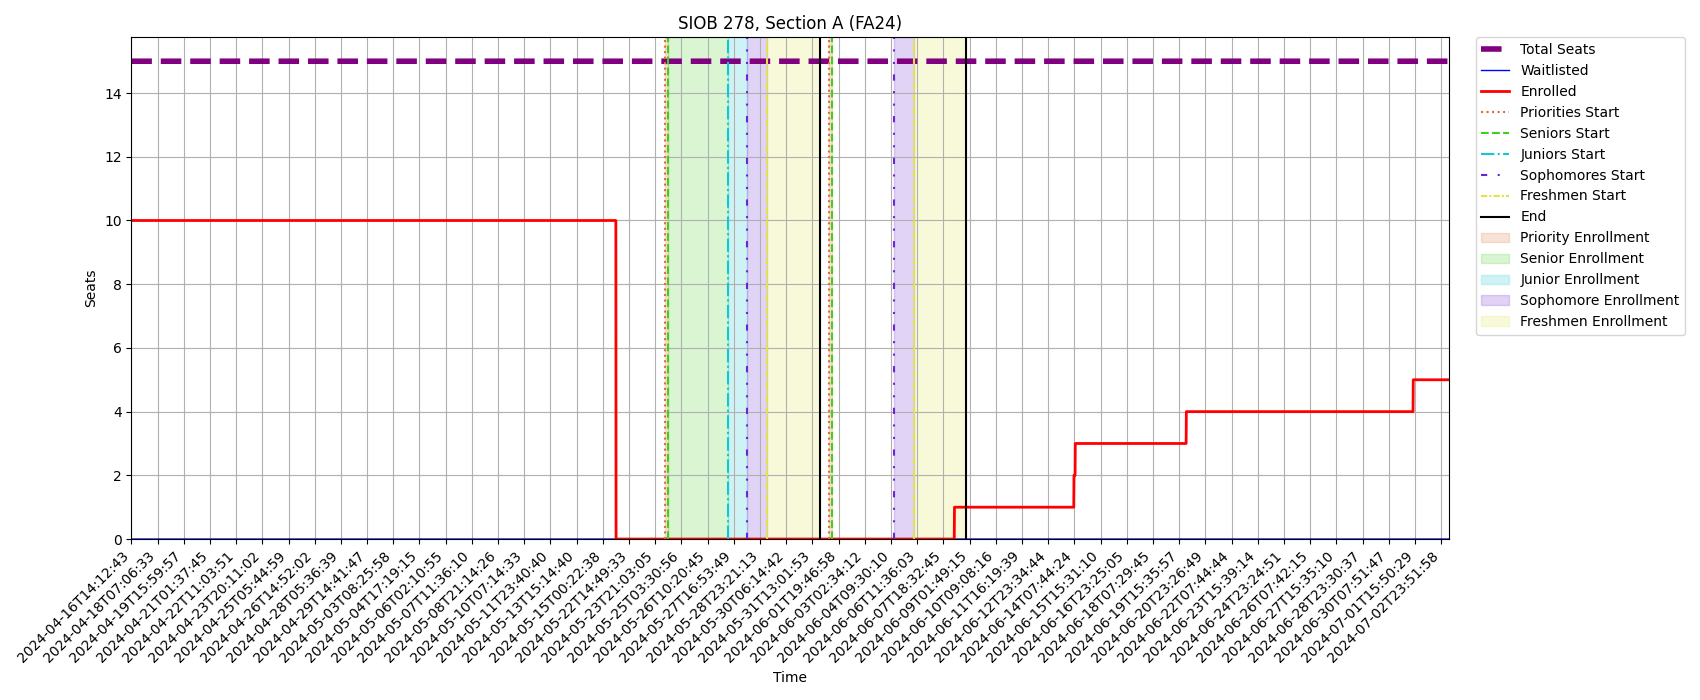 SIOB 278, Section A (FA24)
Seats
14
12
10
8
6
4
2
0
2024-04-16T14:12:43
2024-04-18T07:06:33
2024-04-19T15:59:57
2024-04-21T01:37:45
2024-04-22T11:03:51
2024-04-23T20:11:02
2024-04-25T05:44:59
2024-04-26T14:52:02
2024-04-28T05:36:39
2024-04-29T14:41:47
2024-05-03T08:25:58
2024-05-04T17:19:15
2024-05-06T02:10:55
2024-05-07T11:36:10
2024-05-08T21:14:26
2024-05-10T07:14:33
2024-05-11T23:40:40
2024-05-13T15:14:40
2024-05-15T00:22:38
2024-05-22T14:49:33
2024-05-23T21:03:05
2024-05-25T03:30:56
2024-05-26T10:20:45
2024-05-27T16:53:49
2024-05-28T23:21:13
2024-05-30T06:14:42
2024-05-31T13:01:53
2024-06-01T19:46:58
2024-06-03T02:34:12
2024-06-04T09:30:10
2024-06-06T11:36:03
2024-06-07T18:32:45
2024-06-09T01:49:15
2024-06-10T09:08:16
2024-06-11T16:19:39
2024-06-12T23:34:44
2024-06-14T07:44:24
2024-06-15T15:31:10
2024-06-16T23:25:05
2024-06-18T07:29:45
2024-06-19T15:35:57
2024-06-20T23:26:49
2024-06-22T07:44:44
2024-06-23T15:39:14
2024-06-24T23:24:51
2024-06-26T07:42:15
2024-06-27T15:35:10
2024-06-28T23:30:37
2024-06-30T07:51:47
2024-07-01T15:50:29
2024-07-02T23:51:58
Time
Total Seats
Waitlisted
Enrolled
Priorities Start
Seniors Start
Juniors Start
Sophomores Start
Freshmen Start
End
Priority Enrollment
Senior Enrollment
Junior Enrollment
Sophomore Enrollment
Freshmen Enrollment